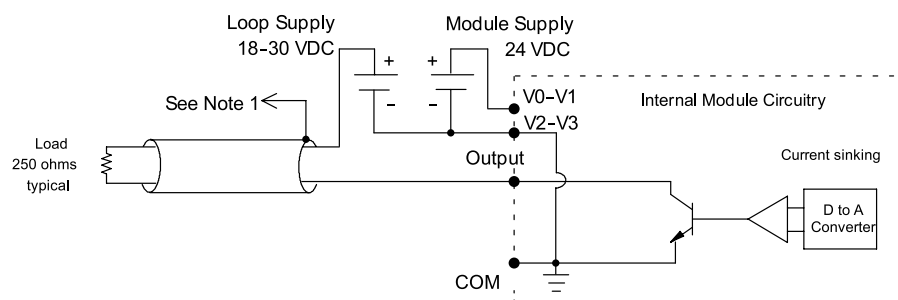 Loop Supply
18-30 VDC
Module Supply
24 VDC
+
+
-
-
V0-V1
V2-V3
Internal Module Circuitry
See Note 1
Load
250 ohms
typical
Output
Current sinking
D to A
Converter
COM